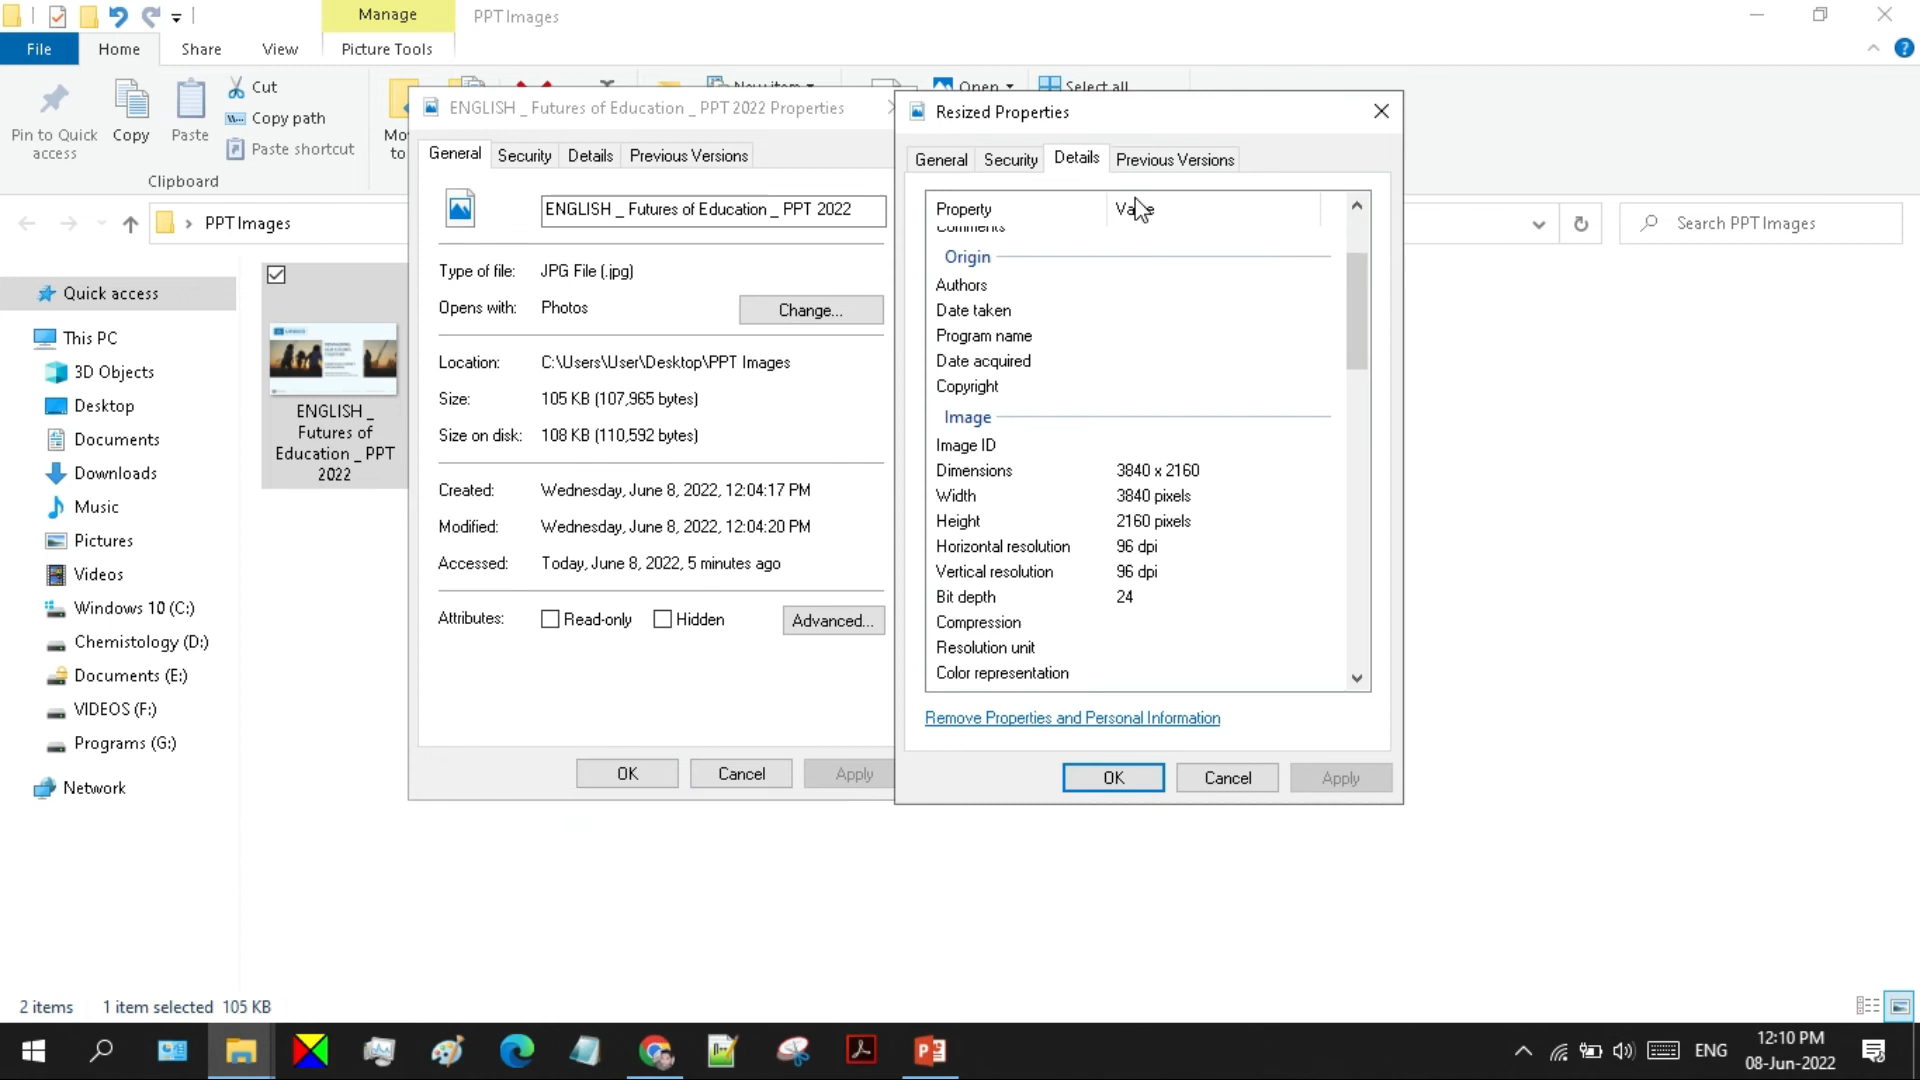 Manage
PPT Images
File
Home
Share
View
Picture Tools
Pin to Quick
access
Copy
Paste
Cut
Copy path
Paste shortcut
Clipboard
New item
Open
Select all
PPT Images
Search PPT Images
Quick access
This PC
3D Objects
Desktop
Documents
Downloads
Music
Pictures
Videos
Windows 10 (C:)
Chemistology (D:)
Documents (E:)
VIDEOS (F:)
Programs (G:)
Network
ENGLISH _
Futures of
Education _ PPT
2022
ENGLISH _ Futures of Education _ PPT 2022 Properties
General
Security
Details
Previous Versions
ENGLISH _ Futures of Education _ PPT 2022
Type of file: JPG File (.jpg)
Opens with: Photos
Change...
Location: C:\Users\User\Desktop\PPT Images
Size: 105 KB (107,965 bytes)
Size on disk: 108 KB (110,592 bytes)
Created: Wednesday, June 8, 2022, 12:04:17 PM
Modified: Wednesday, June 8, 2022, 12:04:20 PM
Accessed: Today, June 8, 2022, 5 minutes ago
Attributes: Read-only Hidden Advanced...
OK
Cancel
Apply
Resized Properties
General
Security
Details
Previous Versions
Property
Value
Comments
Origin
Authors
Date taken
Program name
Date acquired
Copyright
Image
Image ID
Dimensions 3840 x 2160
Width 3840 pixels
Height 2160 pixels
Horizontal resolution 96 dpi
Vertical resolution 96 dpi
Bit depth 24
Compression
Resolution unit
Color representation
Remove Properties and Personal Information
OK
Cancel
Apply
2 items 1 item selected 105 KB
ENG
12:10 PM
08-Jun-2022